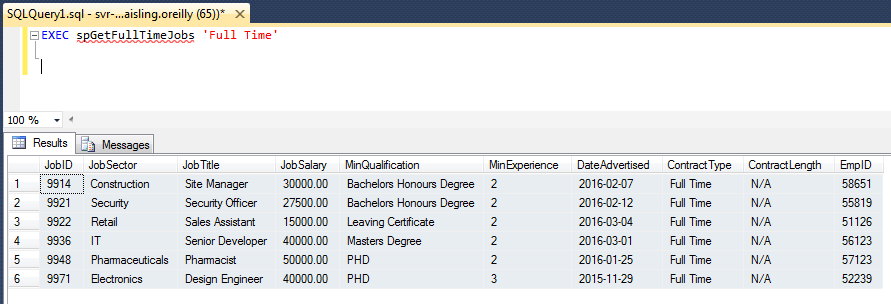 SQLQuery1.sql - svr-...aisling.oreilly (65))*
EXEC spGetFullTimeJobs 'Full Time'
100 %
Results Messages
JobID JobSector JobTitle JobSalary MinQualification MinExperience DateAdvertised ContractType ContractLength EmpID
1 9914 Construction Site Manager 30000.00 Bachelors Honours Degree 2 2016-02-07 Full Time N/A 58651
2 9921 Security Security Officer 27500.00 Bachelors Honours Degree 2 2016-02-12 Full Time N/A 55819
3 9922 Retail Sales Assistant 15000.00 Leaving Certificate 2 2016-03-04 Full Time N/A 51126
4 9936 IT Senior Developer 40000.00 Masters Degree 2 2016-03-01 Full Time N/A 56123
5 9948 Pharmaceuticals Pharmacist 50000.00 PHD 2 2016-01-25 Full Time N/A 57123
6 9971 Electronics Design Engineer 40000.00 PHD 3 2015-11-29 Full Time N/A 52239